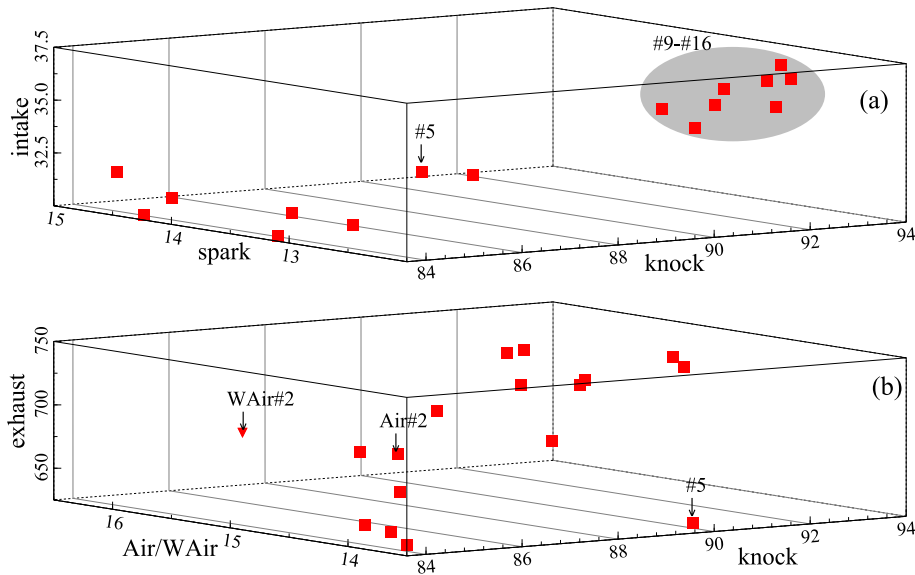 37.5
#9-#16
35.0
(a)
intake
#5
32.5
15
14
94
spark
13
92
knock
90
88
86
84
750
WAir#2
Air#2
(b)
700
exhaust
#5
650
16
94
15
92
Air/WAir
14
90
knock
88
86
84